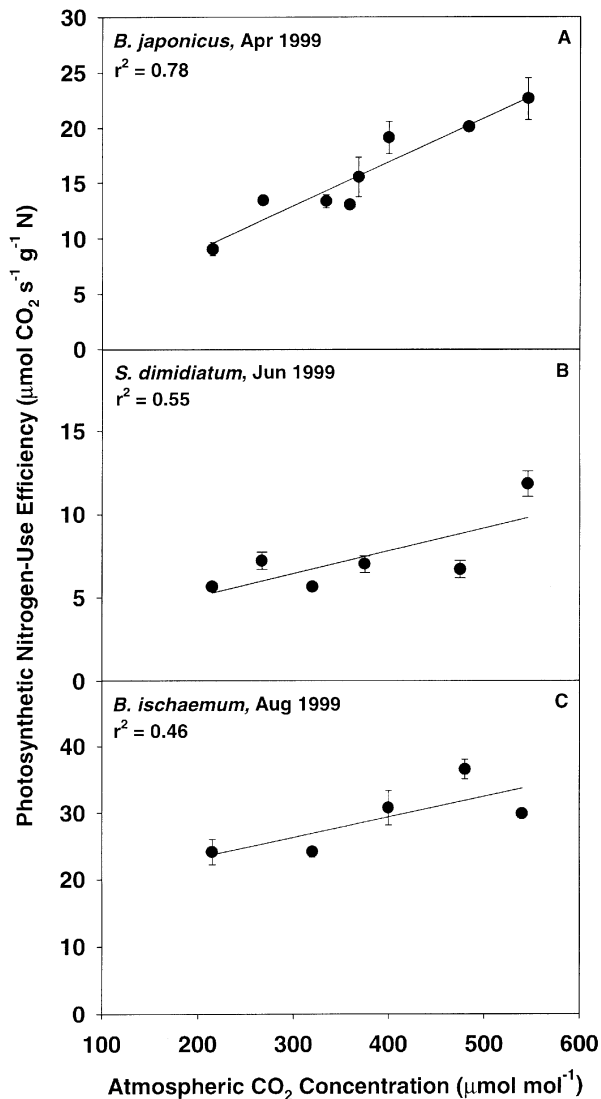 Photosynthetic Nitrogen-Use Efficiency (μmol CO₂ s⁻¹ g⁻¹ N)
B. japonicus, Apr 1999
A
r² = 0.78
30
25
20
15
10
5
0
S. dimidiatum, Jun 1999
B
r² = 0.55
15
10
5
0
B. ischaemum, Aug 1999
C
r² = 0.46
40
30
20
10
0
100 200 300 400 500 600
Atmospheric CO₂ Concentration (μmol mol⁻¹)